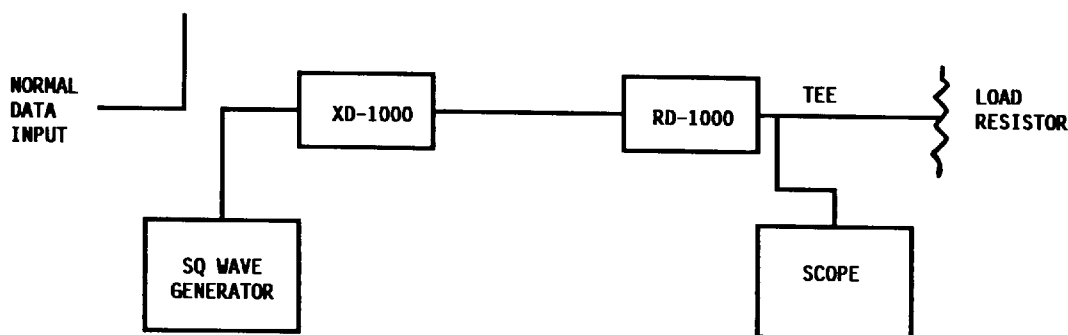 NORMAL
DATA
INPUT
XD-1000
RD-1000
TEE
LOAD
RESISTOR
SQ WAVE
GENERATOR
SCOPE